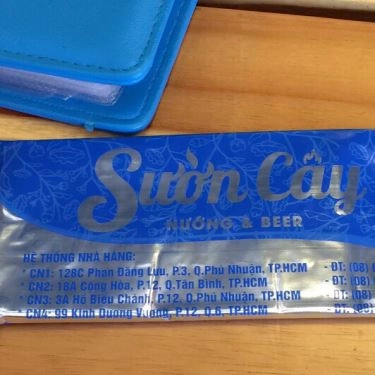 Sườn Cây
NƯỚNG & BEER
HỆ THỐNG NHÀ HÀNG:
* CN1: 128C Phan Đăng Lưu, P.3, Q.Phú Nhuận, TP.HCM - ĐT: (08)
* CN2: 18A Cộng Hòa, P.12, Q.Tân Bình, TP.HCM - ĐT: (08)
* CN3: 3A Hồ Biểu Chánh, P.12, Q.Phú Nhuận, TP.HCM - ĐT: (08)
* CN4: 99 Kinh Dương Vương, P.12, Q.6, TP.HCM - ĐT: (08)